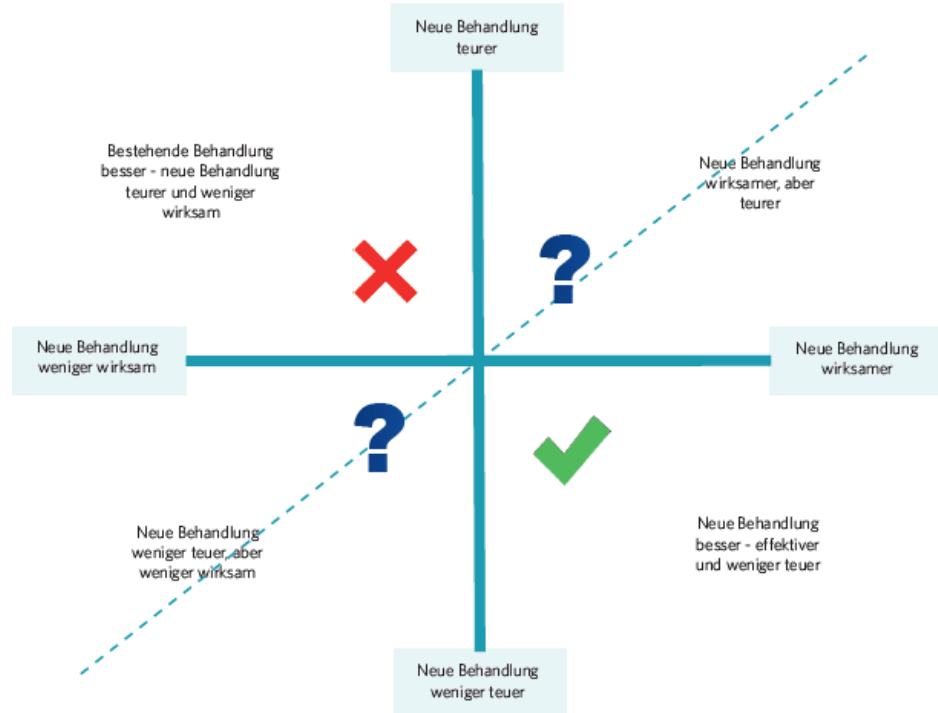 Neue Behandlung
teurer
Bestehende Behandlung
besser - neue Behandlung
teurer und weniger
wirksam
Neue Behandlung
wirksamer, aber
teurer
?
Neue Behandlung
weniger wirksam
Neue Behandlung
wirksamer
?
Neue Behandlung
weniger teuer, aber
weniger wirksam
Neue Behandlung
besser - effektiver
und weniger teuer
Neue Behandlung
weniger teuer